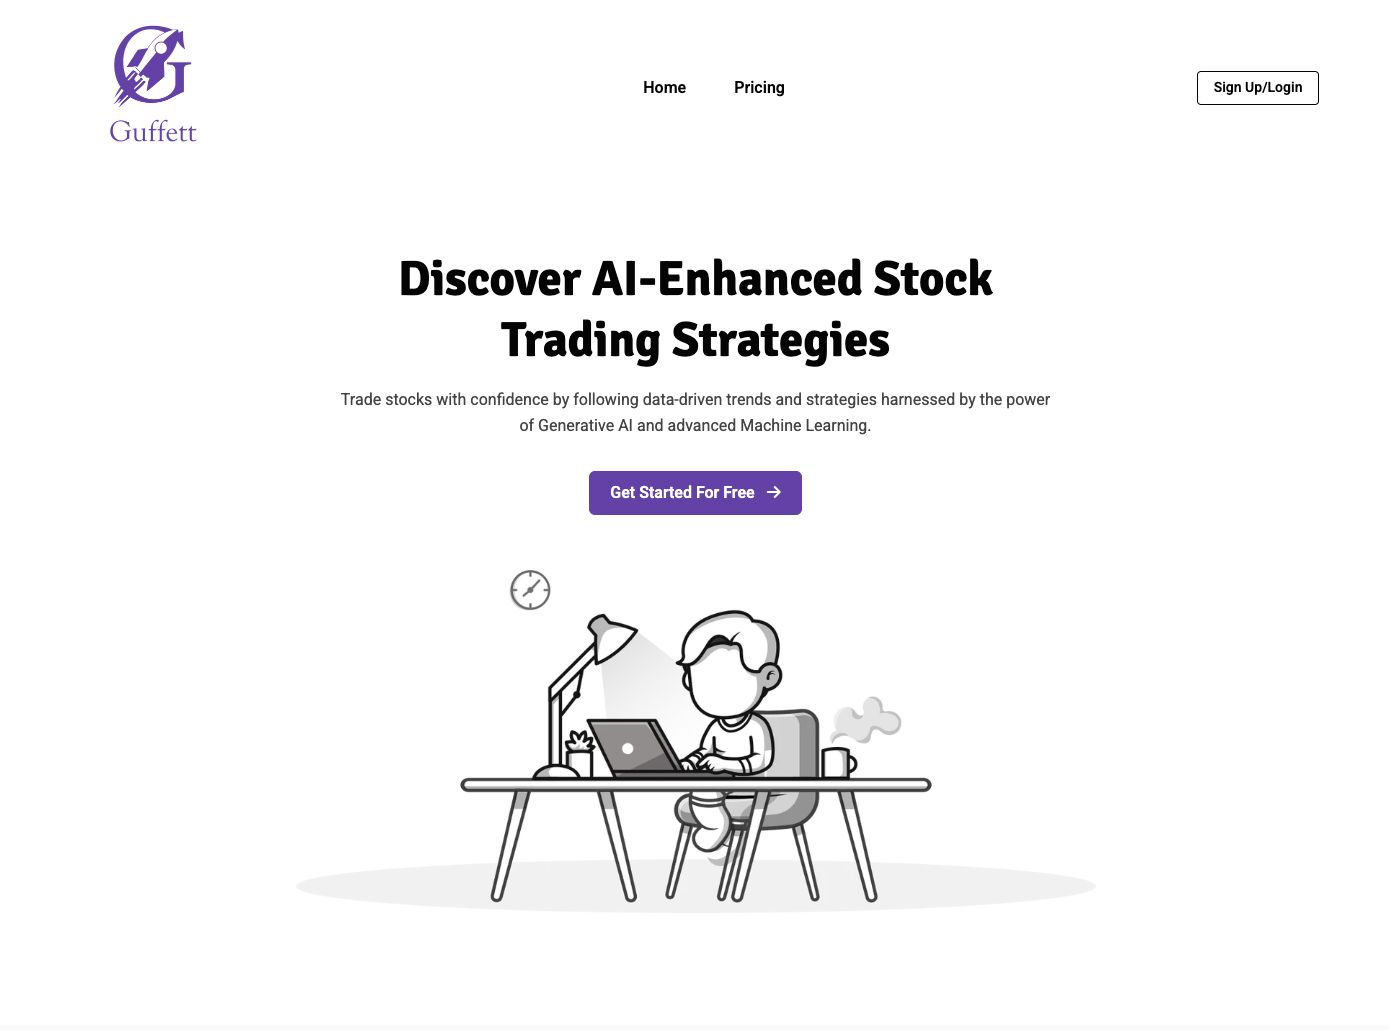 Guffett
Home
Pricing
Sign Up/Login
Discover AI-Enhanced Stock
Trading Strategies
Trade stocks with confidence by following data-driven trends and strategies harnessed by the power
of Generative AI and advanced Machine Learning.
Get Started For Free